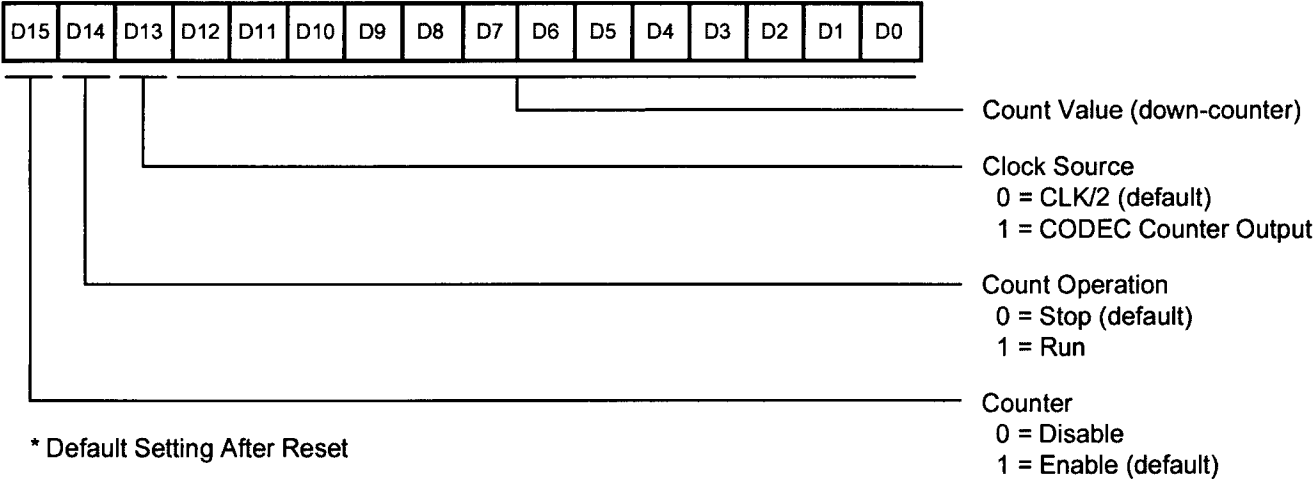 D15 D14 D13 D12 D11 D10 D9 D8 D7 D6 D5 D4 D3 D2 D1 D0
Count Value (down-counter)
Clock Source
0 = CLK/2 (default)
1 = CODEC Counter Output
Count Operation
0 = Stop (default)
1 = Run
Counter
0 = Disable
1 = Enable (default)
* Default Setting After Reset